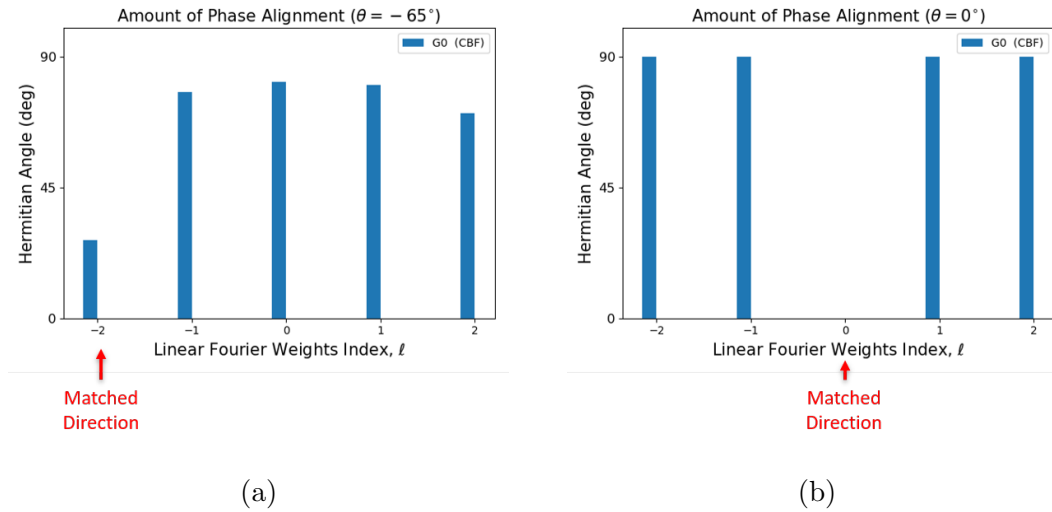 Amount of Phase Alignment (θ = − 65°)
G0 (CBF)
Hermitian Angle (deg)
90
45
0
−2 −1 0 1 2
Linear Fourier Weights Index, ℓ
Matched
Direction
(a)
Amount of Phase Alignment (θ = 0°)
G0 (CBF)
Hermitian Angle (deg)
90
45
0
−2 −1 0 1 2
Linear Fourier Weights Index, ℓ
Matched
Direction
(b)